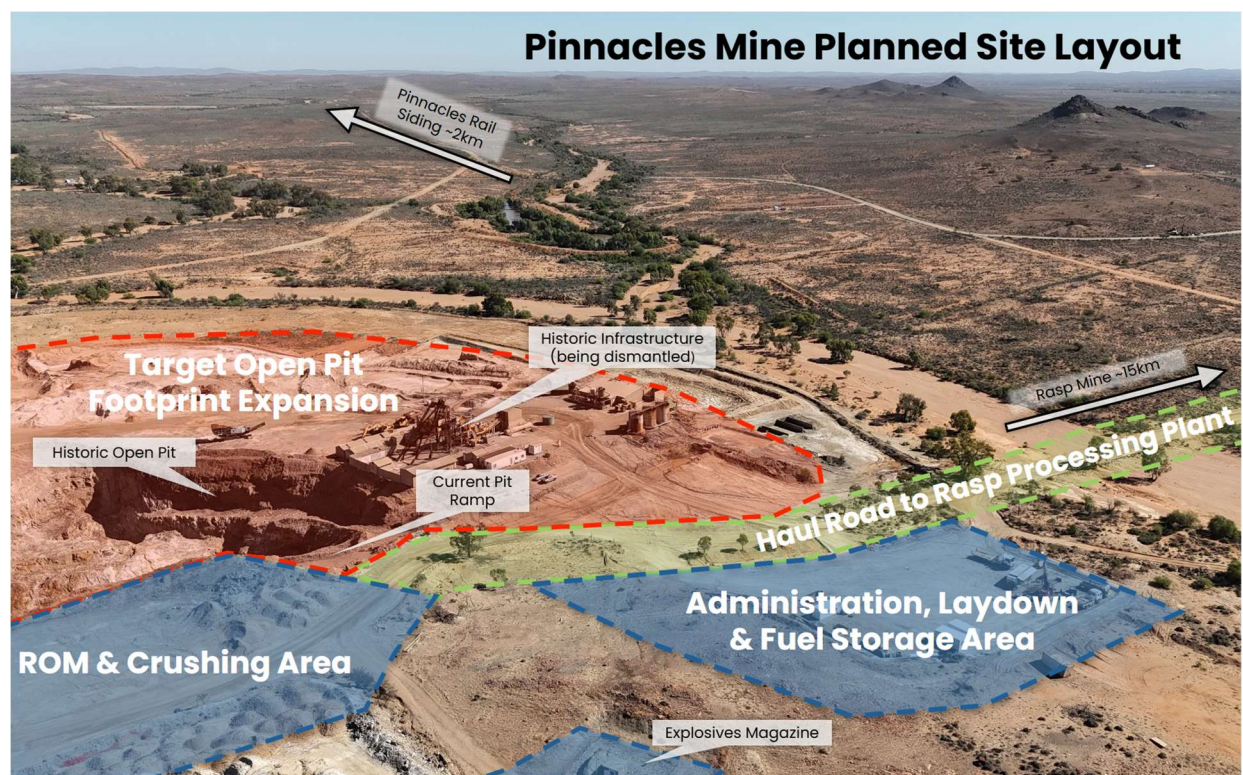 Pinnacles Mine Planned Site Layout
Pinnacles Rail
Siding ~2km
Historic Infrastructure
(being dismantled)
Target Open Pit
Footprint Expansion
Rasp Mine ~15km
Historic Open Pit
Current Pit
Ramp
Haul Road to Rasp Processing Plant
Administration, Laydown
& Fuel Storage Area
ROM & Crushing Area
Explosives Magazine